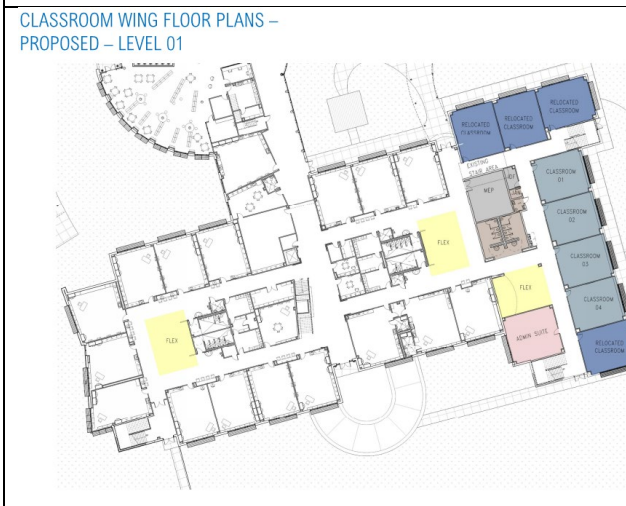 CLASSROOM WING FLOOR PLANS –
PROPOSED – LEVEL 01
RELOCATED
CLASSROOM
RELOCATED
CLASSROOM
RELOCATED
CLASSROOM
EXISTING
STAIR AREA
MEP
CLASSROOM
01
CLASSROOM
02
FLEX
CLASSROOM
03
FLEX
CLASSROOM
04
ADMIN SUITE
FLEX
RELOCATED
CLASSROOM